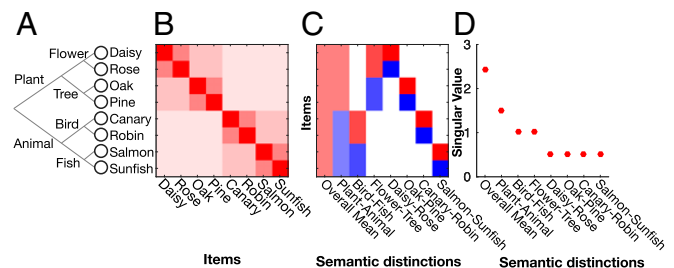 A
B
C
D
Flower
Plant
Tree
Bird
Animal
Fish
Daisy
Rose
Oak
Pine
Canary
Robin
Salmon
Sunfish
Daisy
Rose
Oak
Pine
Canary
Robin
Salmon
Sunfish
Items
Items
Overall Mean
Plant-Animal
Bird-Fish
Flower-Tree
Daisy-Rose
Oak-Pine
Canary-Robin
Salmon-Sunfish
Semantic distinctions
Singular Value
3
2
1
0
Overall Mean
Plant-Animal
Bird-Fish
Flower-Tree
Daisy-Rose
Oak-Pine
Canary-Robin
Salmon-Sunfish
Semantic distinctions